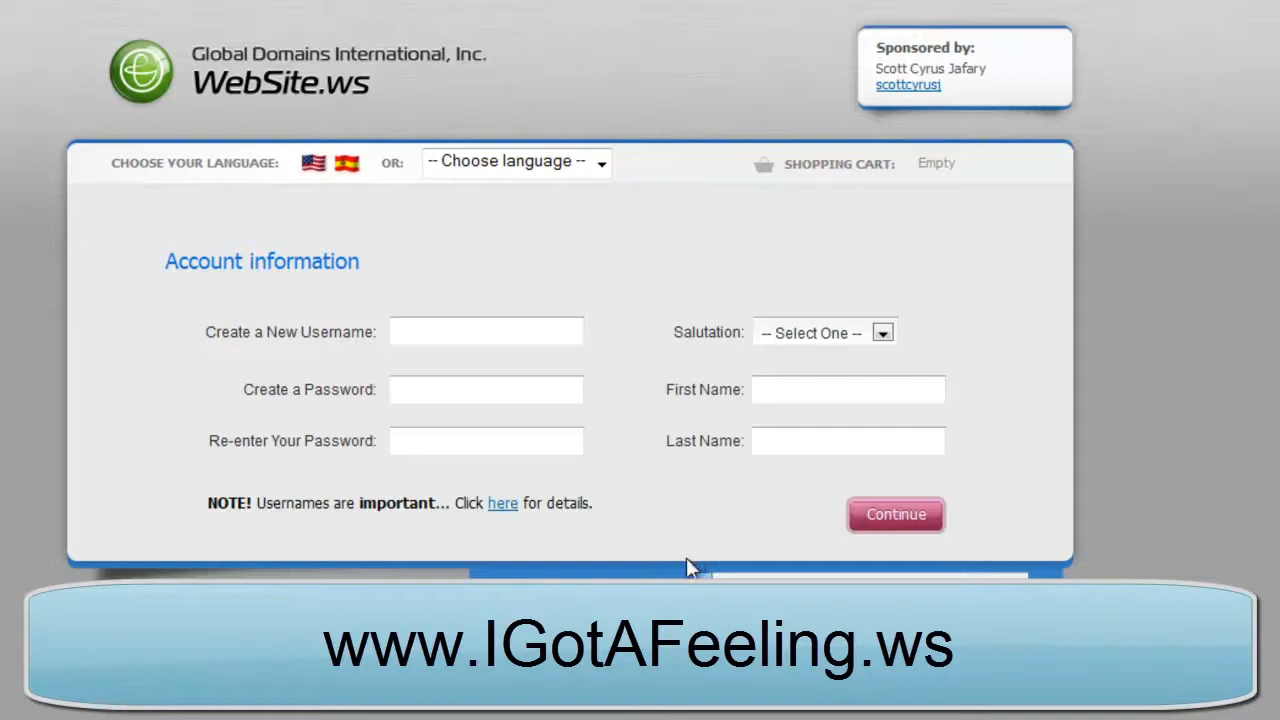 Global Domains International, Inc.
WebSite.ws
Sponsored by:
Scott Cyrus Jafary
scottcyrusj
CHOOSE YOUR LANGUAGE: OR: -- Choose language -- SHOPPING CART: Empty
Account information
Create a New Username: Salutation: -- Select One --
Create a Password: First Name:
Re-enter Your Password: Last Name:
NOTE! Usernames are important... Click here for details.
Continue
www.IGotAFeeling.ws